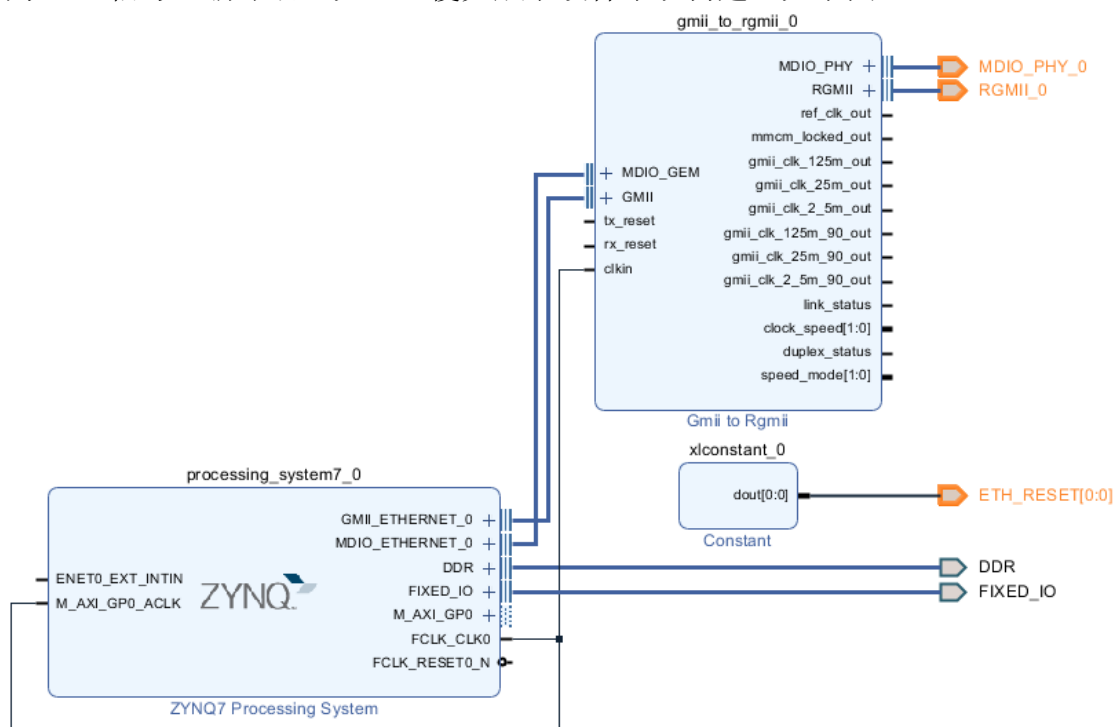 gmii_to_rgmii_0
MDIO_PHY
RGMII
ref_clk_out
mmcm_locked_out
gmii_clk_125m_out
gmii_clk_25m_out
gmii_clk_2_5m_out
gmii_clk_125m_90_out
gmii_clk_25m_90_out
gmii_clk_2_5m_90_out
link_status
clock_speed[1:0]
duplex_status
speed_mode[1:0]
MDIO_GEM
GMII
tx_reset
rx_reset
clkin
Gmii to Rgmii
MDIO_PHY_0
RGMII_0
xlconstant_0
dout[0:0]
Constant
ETH_RESET[0:0]
processing_system7_0
GMII_ETHERNET_0
MDIO_ETHERNET_0
DDR
FIXED_IO
M_AXI_GP0
FCLK_CLK0
FCLK_RESET0_N
ENET0_EXT_INTIN
M_AXI_GP0_ACLK
ZYNQ
ZYNQ7 Processing System
DDR
FIXED_IO